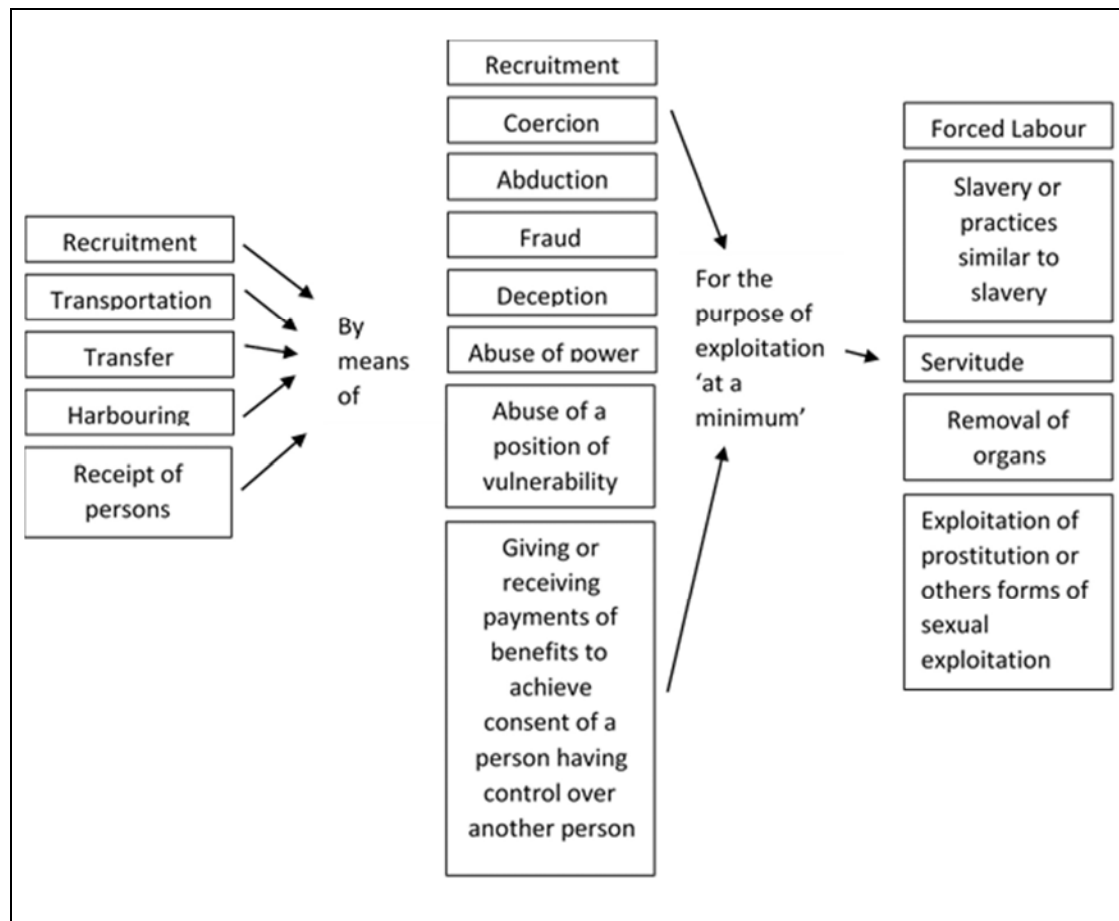 Recruitment
Transportation
Transfer
Harbouring
Receipt of
persons
By
means
of
Recruitment
Coercion
Abduction
Fraud
Deception
Abuse of power
Abuse of a
position of
vulnerability
Giving or
receiving
payments of
benefits to
achieve
consent of a
person having
control over
another person
For the
purpose of
exploitation
‘at a
minimum’
Forced Labour
Slavery or
practices
similar to
slavery
Servitude
Removal of
organs
Exploitation of
prostitution or
others forms of
sexual
exploitation